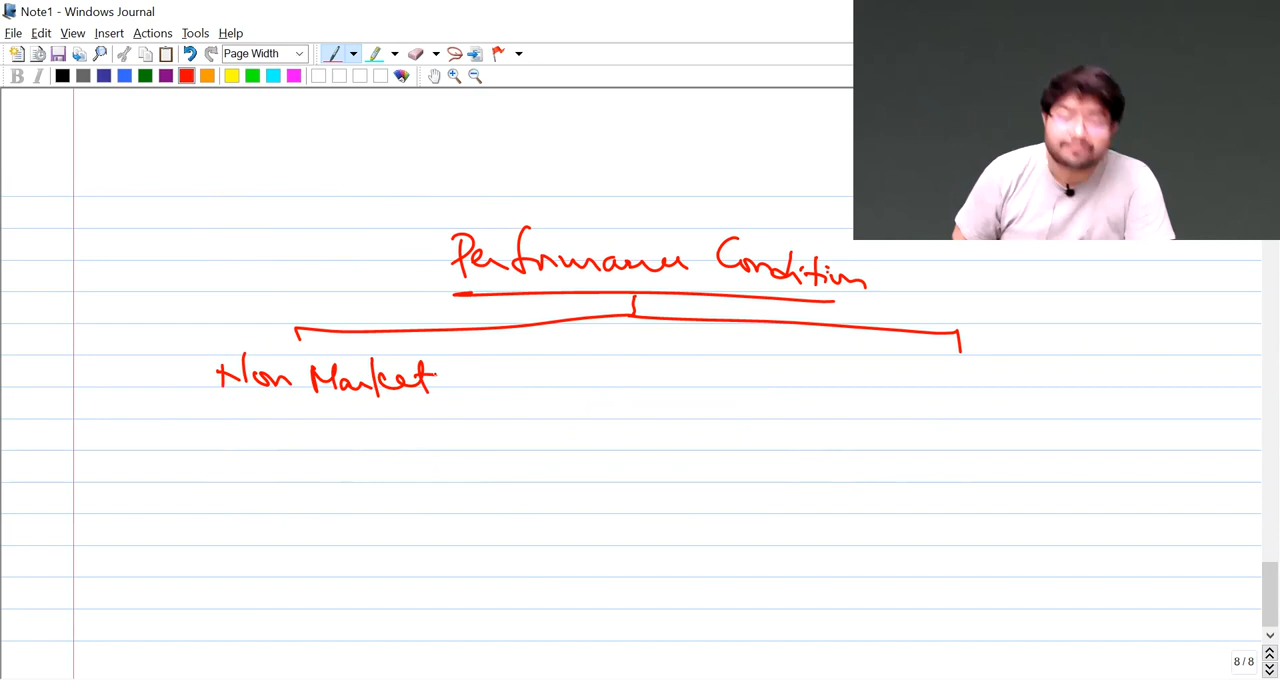 Note1 - Windows Journal
File Edit View Insert Actions Tools Help
Page Width
B I
Performance Condition
Non Market
8 / 8